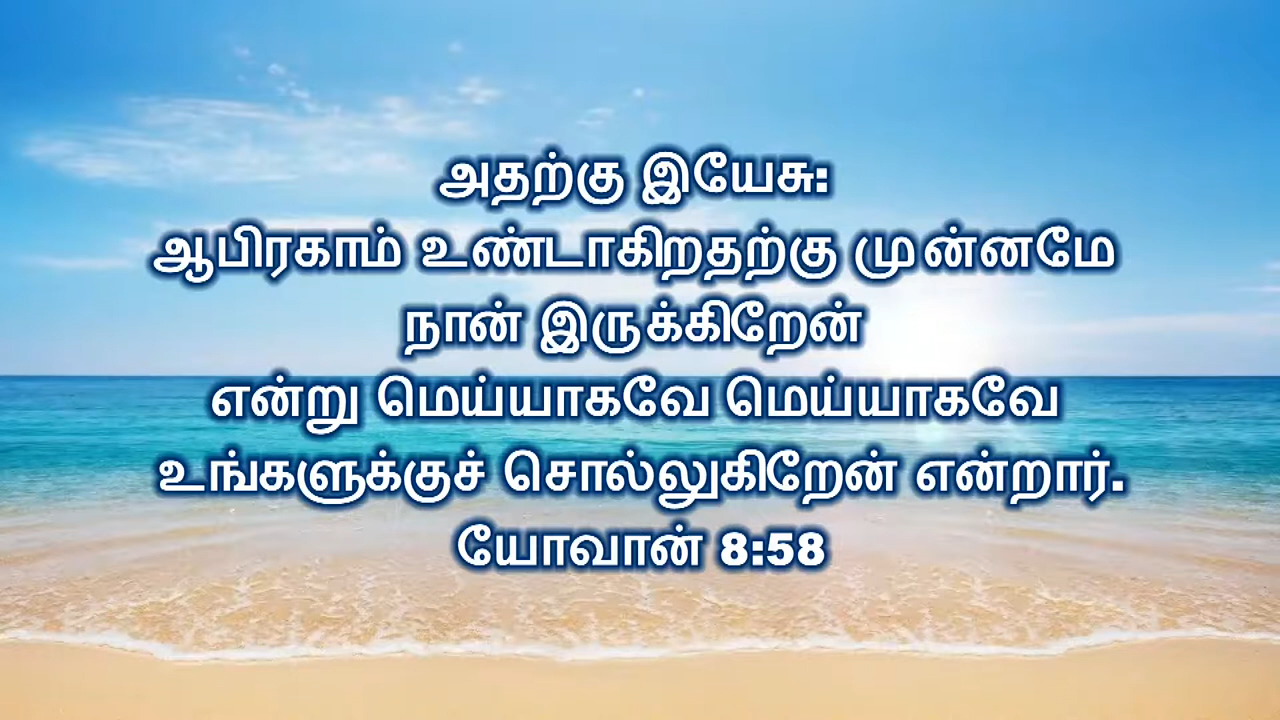 அதற்கு இயேசு:
ஆபிரகாம் உண்டாகிறதற்கு முன்னமே
நான் இருக்கிறேன்
என்று மெய்யாகவே மெய்யாகவே
உங்களுக்குச் சொல்லுகிறேன் என்றார்.
யோவான் 8:58